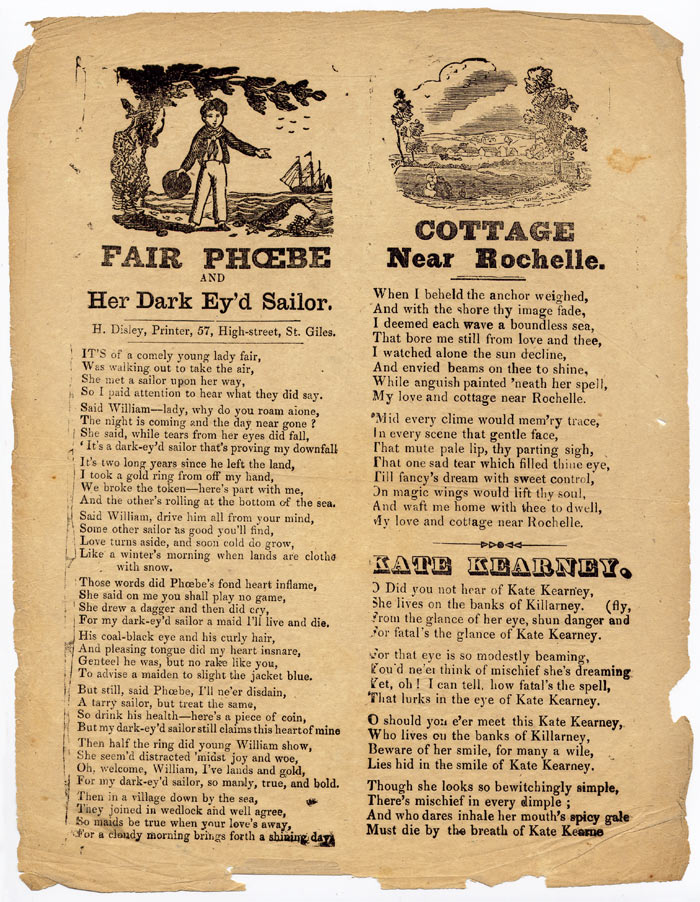 FAIR PHŒBE
AND
Her Dark Ey'd Sailor.
H. Disley, Printer, 57, High-street, St. Giles.
IT'S of a comely young lady fair,
Was walking out to take the air,
She met a sailor upon her way,
So I paid attention to hear what they did say.
Said William—lady, why do you roam alone,
The night is coming and the day near gone ?
She said, while tears from her eyes did fall,
'It's a dark-ey'd sailor that's proving my downfall
It's two long years since he left the land,
I took a gold ring from off my hand,
We broke the token—here's part with me,
And the other's rolling at the bottom of the sea.
Said William, drive him all from your mind,
Some other sailor as good you'll find,
Love turns aside, and soon cold do grow,
Like a winter's morning when lands are clothd
with snow.
Those words did Phœbe's fond heart inflame,
She said on me you shall play no game,
She drew a dagger and then did cry,
For my dark-ey'd sailor a maid I'll live and die.
His coal-black eye and his curly hair,
And pleasing tongue did my heart insnare,
Genteel he was, but no rake like you,
To advise a maiden to slight the jacket blue.
But still, said Phœbe, I'll ne'er disdain,
A tarry sailor, but treat the same,
So drink his health—here's a piece of coin,
But my dark-ey'd sailor still claims this heart of mine
Then half the ring did young William show,
She seem'd distracted 'midst joy and woe,
Oh, welcome, William, I've lands and gold,
For my dark-ey'd sailor, so manly, true, and bold.
Then in a village down by the sea,
They joined in wedlock and well agree,
So maids be true when your love's away,
For a cloudy morning brings forth a shining day.
COTTAGE
Near Rochelle.
When I beheld the anchor weighed,
And with the shore thy image fade,
I deemed each wave a boundless sea,
That bore me still from love and thee,
I watched alone the sun decline,
And envied beams on thee to shine,
While anguish painted 'neath her spell,
My love and cottage near Rochelle.
'Mid every clime would mem'ry trace,
In every scene that gentle face,
That mute pale lip, thy parting sigh,
That one sad tear which filled thine eye,
Till fancy's dream with sweet control,
On magic wings would lift thy soul,
And waft me home with thee to dwell,
My love and cottage near Rochelle.
KATE KEARNEY.
O Did you not hear of Kate Kearney,
She lives on the banks of Killarney. (fly,
From the glance of her eye, shun danger and
For fatal's the glance of Kate Kearney.
For that eye is so modestly beaming,
You'd ne'er think of mischief she's dreaming
Yet, oh! I can tell, how fatal's the spell,
That lurks in the eye of Kate Kearney.
O should you e'er meet this Kate Kearney,
Who lives on the banks of Killarney,
Beware of her smile, for many a wile,
Lies hid in the smile of Kate Kearney.
Though she looks so bewitchingly simple,
There's mischief in every dimple ;
And who dares inhale her mouth's spicy gale
Must die by the breath of Kate Kearne